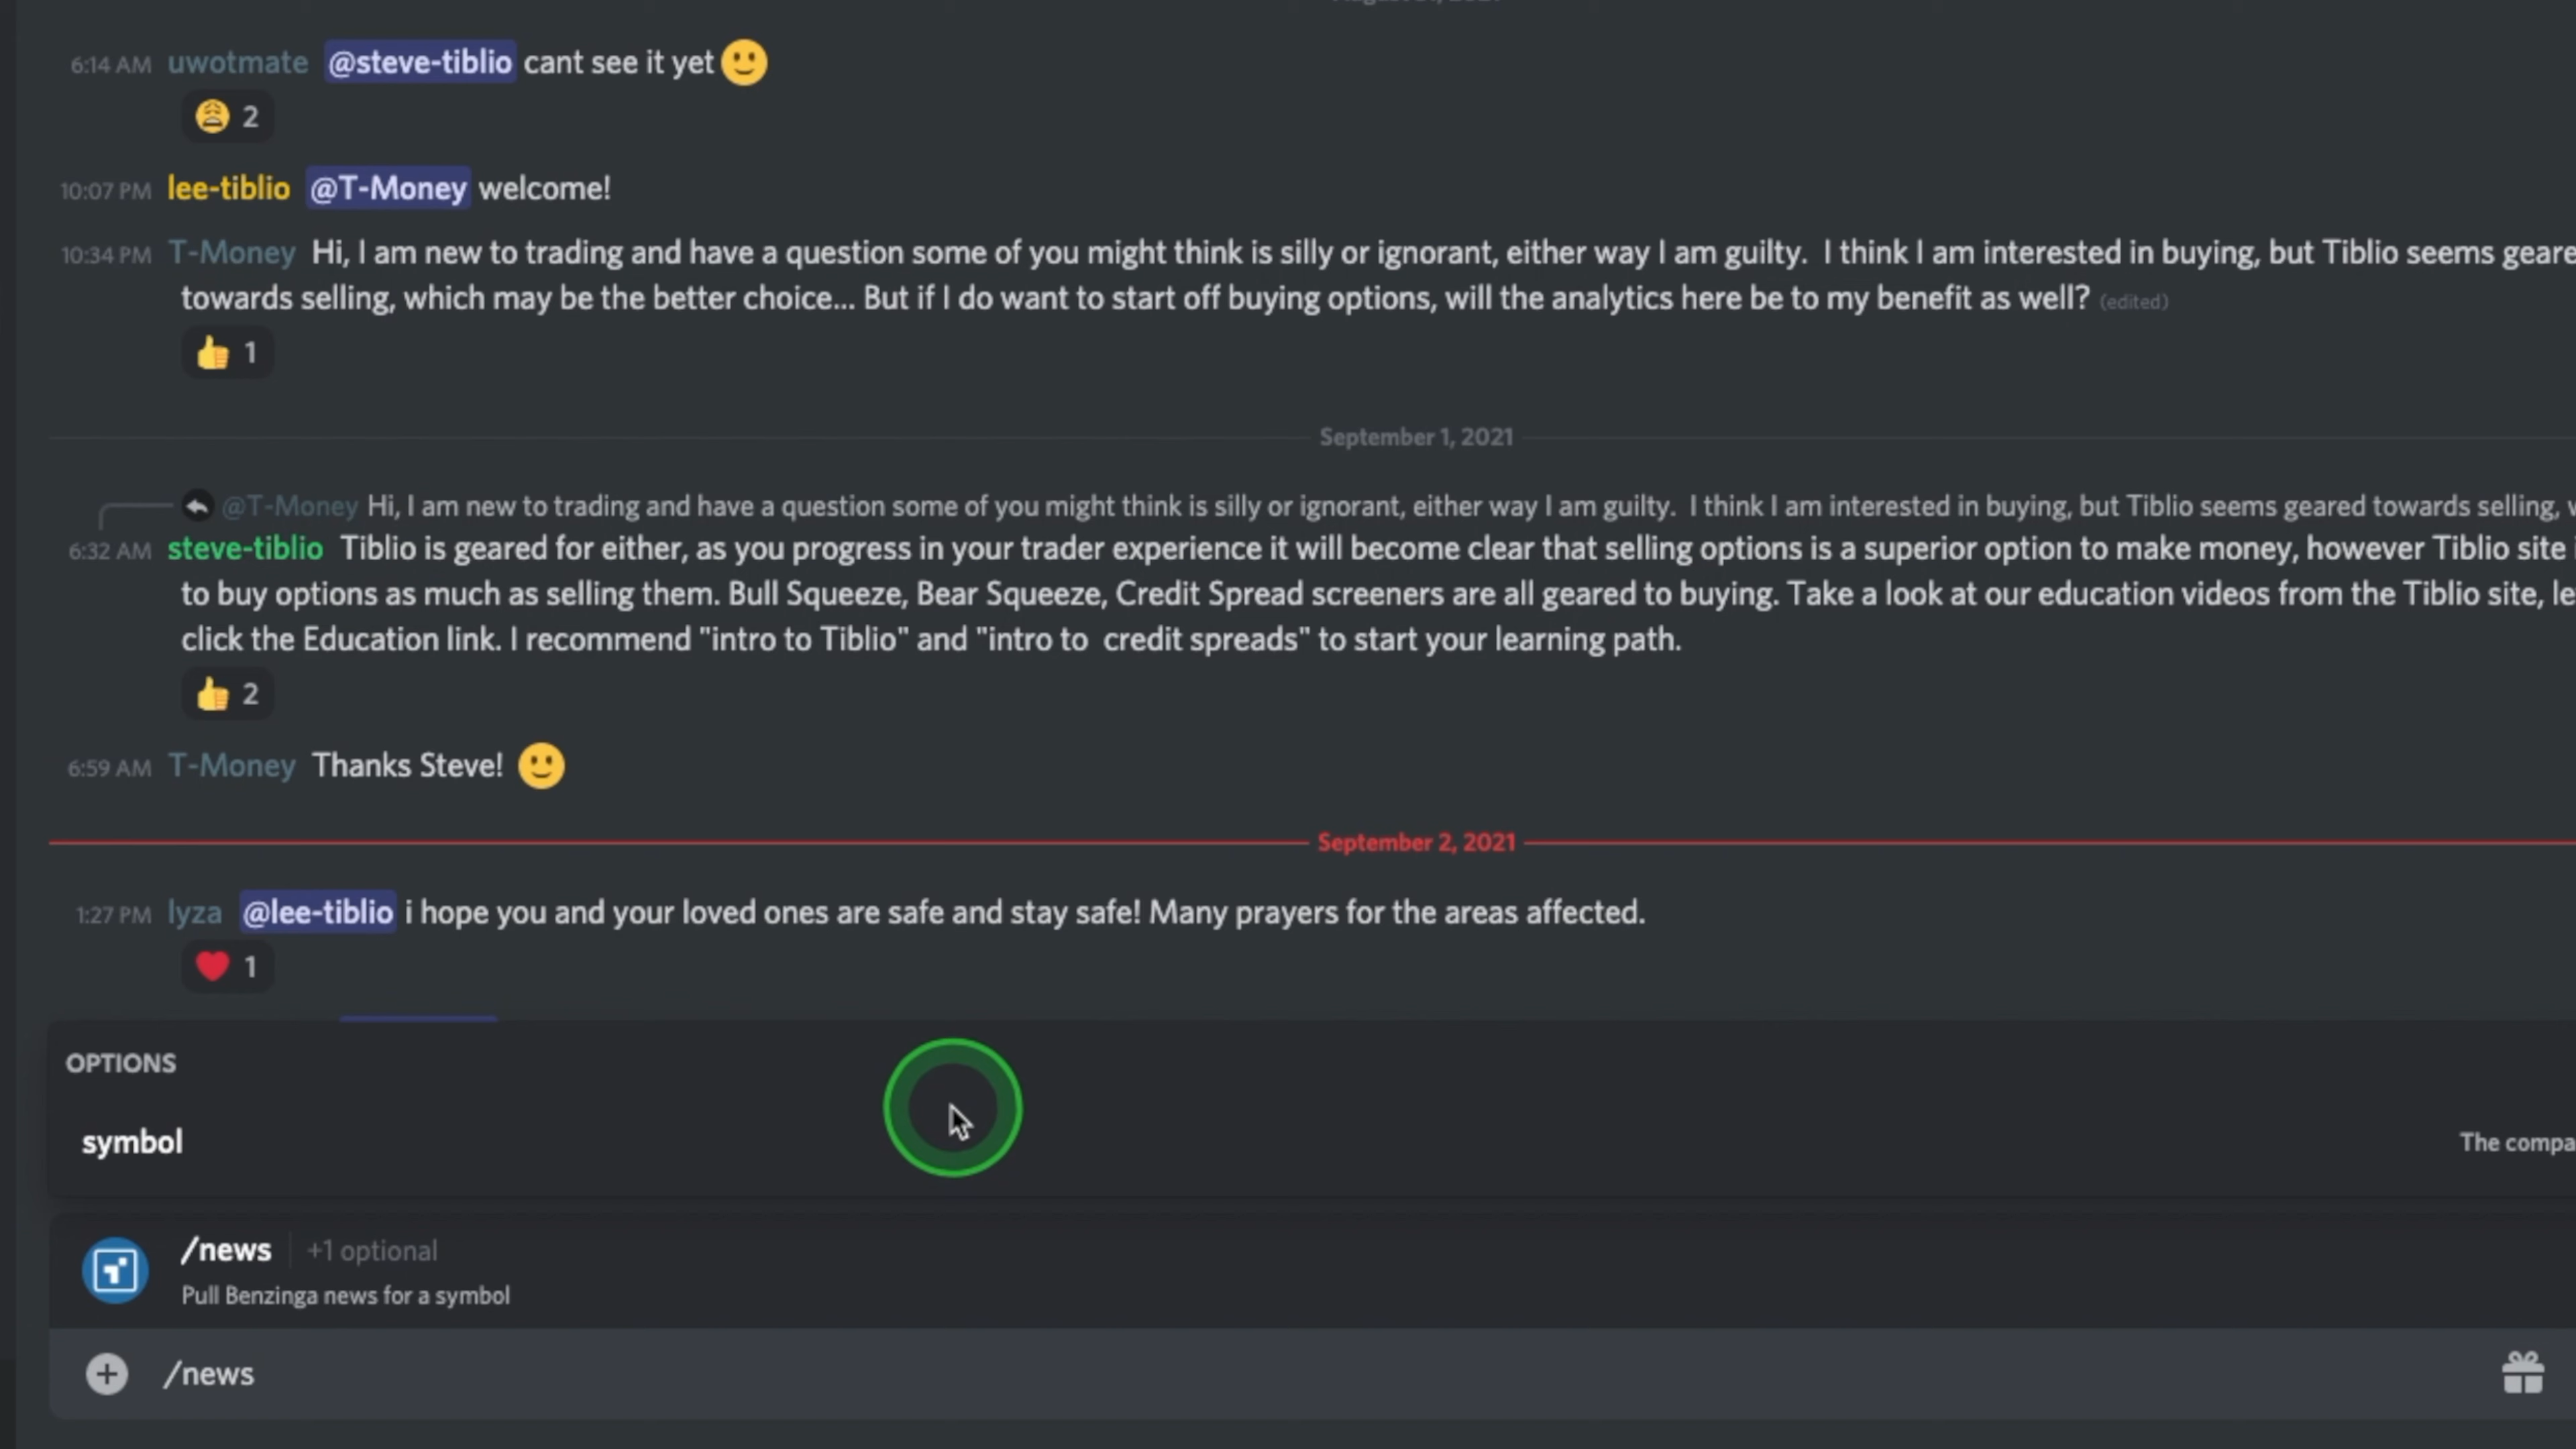 6:14 AM uwotmate @steve-tiblio cant see it yet
2
10:07 PM lee-tiblio @T-Money welcome!
10:34 PM T-Money Hi, I am new to trading and have a question some of you might think is silly or ignorant, either way I am guilty. I think I am interested in buying, but Tiblio seems geare
towards selling, which may be the better choice... But if I do want to start off buying options, will the analytics here be to my benefit as well? (edited)
1
September 1, 2021
@T-Money Hi, I am new to trading and have a question some of you might think is silly or ignorant, either way I am guilty. I think I am interested in buying, but Tiblio seems geared towards selling,
6:32 AM steve-tiblio Tiblio is geared for either, as you progress in your trader experience it will become clear that selling options is a superior option to make money, however Tiblio site
to buy options as much as selling them. Bull Squeeze, Bear Squeeze, Credit Spread screeners are all geared to buying. Take a look at our education videos from the Tiblio site, le
click the Education link. I recommend "intro to Tiblio" and "intro to credit spreads" to start your learning path.
2
6:59 AM T-Money Thanks Steve!
September 2, 2021
1:27 PM lyza @lee-tiblio i hope you and your loved ones are safe and stay safe! Many prayers for the areas affected.
1
OPTIONS
symbol The compa
/news +1 optional
Pull Benzinga news for a symbol
/news